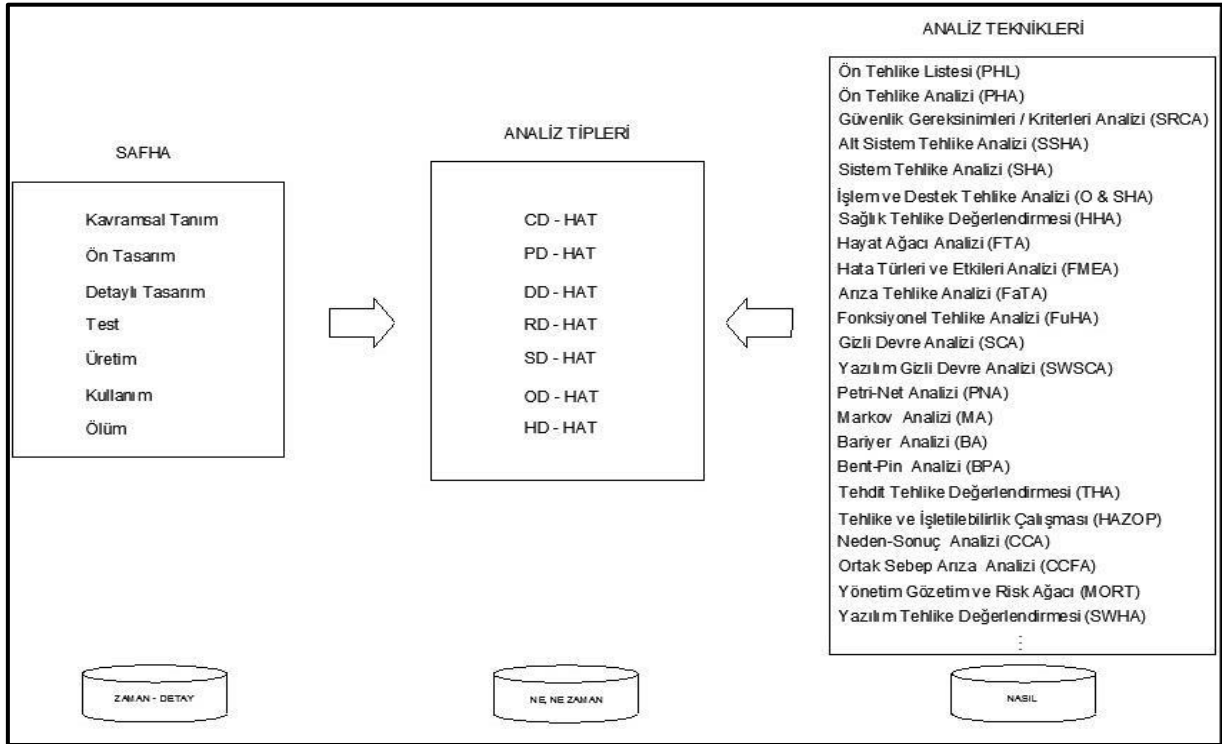 SAFHA
Kavramsal Tanım
Ön Tasarım
Detaylı Tasarım
Test
Üretim
Kullanım
Ölüm
ZAMAN - DETAY
ANALİZ TİPLERİ
CD - HAT
PD - HAT
DD - HAT
RD - HAT
SD - HAT
OD - HAT
HD - HAT
NE, NE ZAMAN
ANALİZ TEKNİKLERİ
Ön Tehlike Listesi (PHL)
Ön Tehlike Analizi (PHA)
Güvenlik Gereksinimleri / Kriterleri Analizi (SRCA)
Alt Sistem Tehlike Analizi (SSHA)
Sistem Tehlike Analizi (SHA)
İşlem ve Destek Tehlike Analizi (O & SHA)
Sağlık Tehlike Değerlendirmesi (HHA)
Hayat Ağacı Analizi (FTA)
Hata Türleri ve Etkileri Analizi (FMEA)
Arıza Tehlike Analizi (FaTA)
Fonksiyonel Tehlike Analizi (FuHA)
Gizli Devre Analizi (SCA)
Yazılım Gizli Devre Analizi (SWSCA)
Petri-Net Analizi (PNA)
Markov Analizi (MA)
Bariyer Analizi (BA)
Bent-Pin Analizi (BPA)
Tehdit Tehlike Değerlendirmesi (THA)
Tehlike ve İşletilebilirlik Çalışması (HAZOP)
Neden-Sonuç Analizi (CCA)
Ortak Sebep Arıza Analizi (CCFA)
Yönetim Gözetim ve Risk Ağacı (MORT)
Yazılım Tehlike Değerlendirmesi (SWHA)
⋮
NASIL